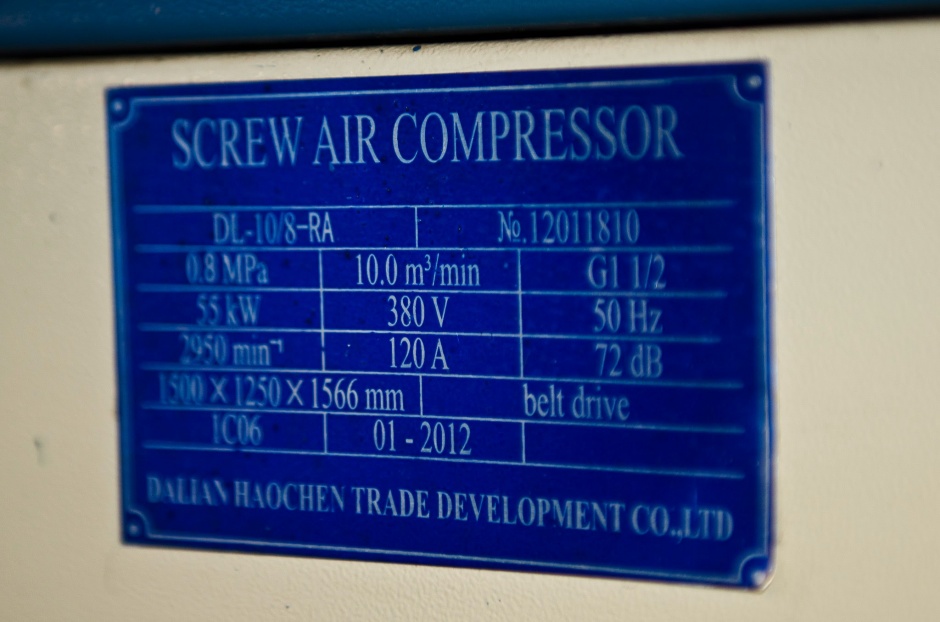 SCREW AIR COMPRESSOR
DL-10/8-RA №.12011810
0.8 MPa 10.0 m³/min G1 1/2
55 kW 380 V 50 Hz
2950 min⁻¹ 120 A 72 dB
1500 × 1250 × 1566 mm belt drive
1C06 01 - 2012
DALIAN HAOCHEN TRADE DEVELOPMENT CO.,LTD